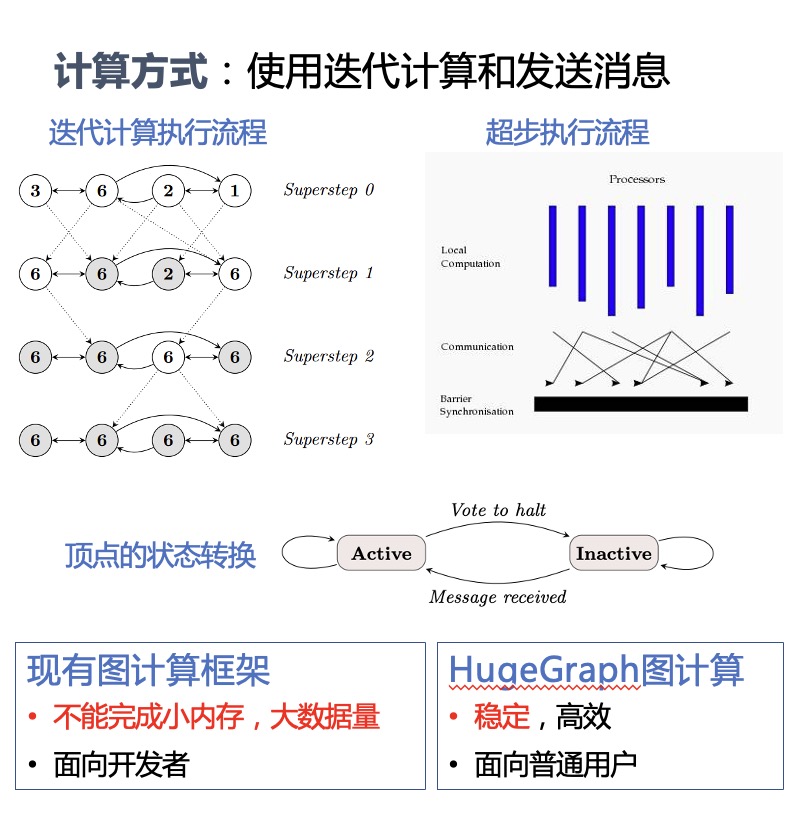 计算方式：使用迭代计算和发送消息
迭代计算执行流程
超步执行流程
3 6 2 1 Superstep 0
6 6 2 6 Superstep 1
6 6 6 6 Superstep 2
6 6 6 6 Superstep 3
Processors
Local
Computation
Communication
Barrier
Synchronisation
顶点的状态转换
Vote to halt
Active
Inactive
Message received
现有图计算框架
• 不能完成小内存，大数据量
• 面向开发者
HugeGraph图计算
• 稳定，高效
• 面向普通用户